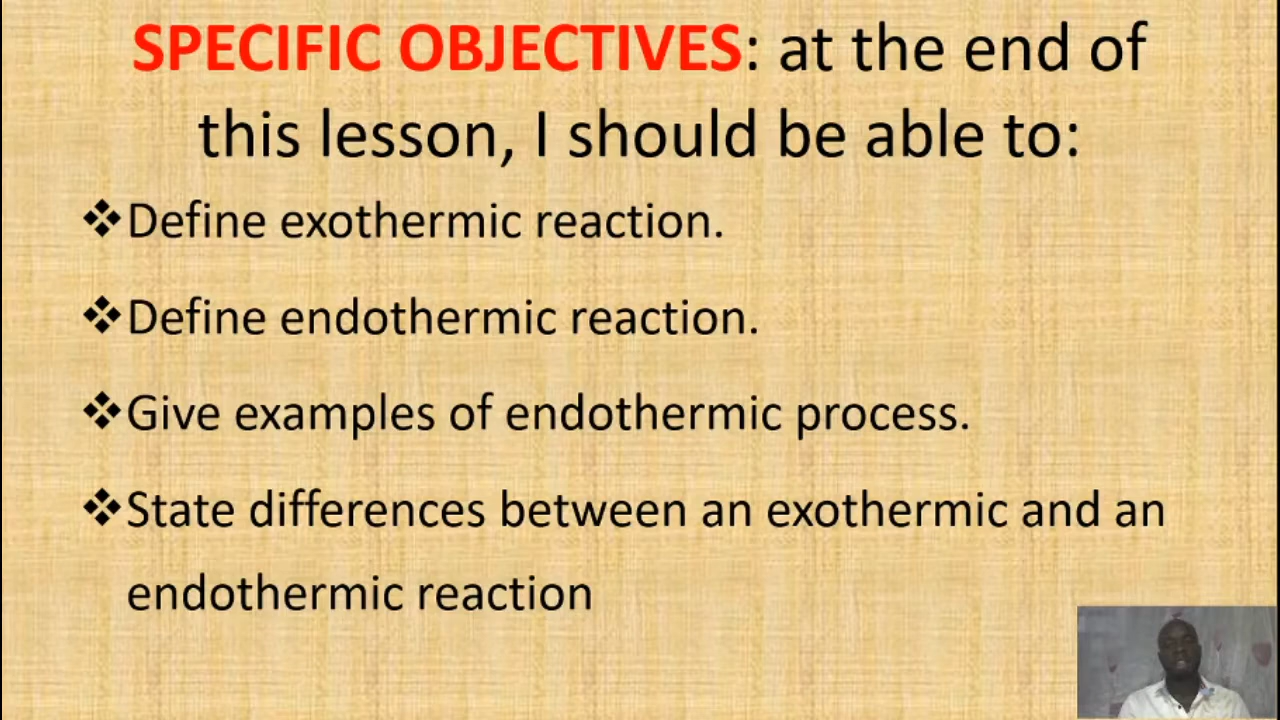 SPECIFIC OBJECTIVES: at the end of
this lesson, I should be able to:
❖Define exothermic reaction.
❖Define endothermic reaction.
❖Give examples of endothermic process.
❖State differences between an exothermic and an
endothermic reaction